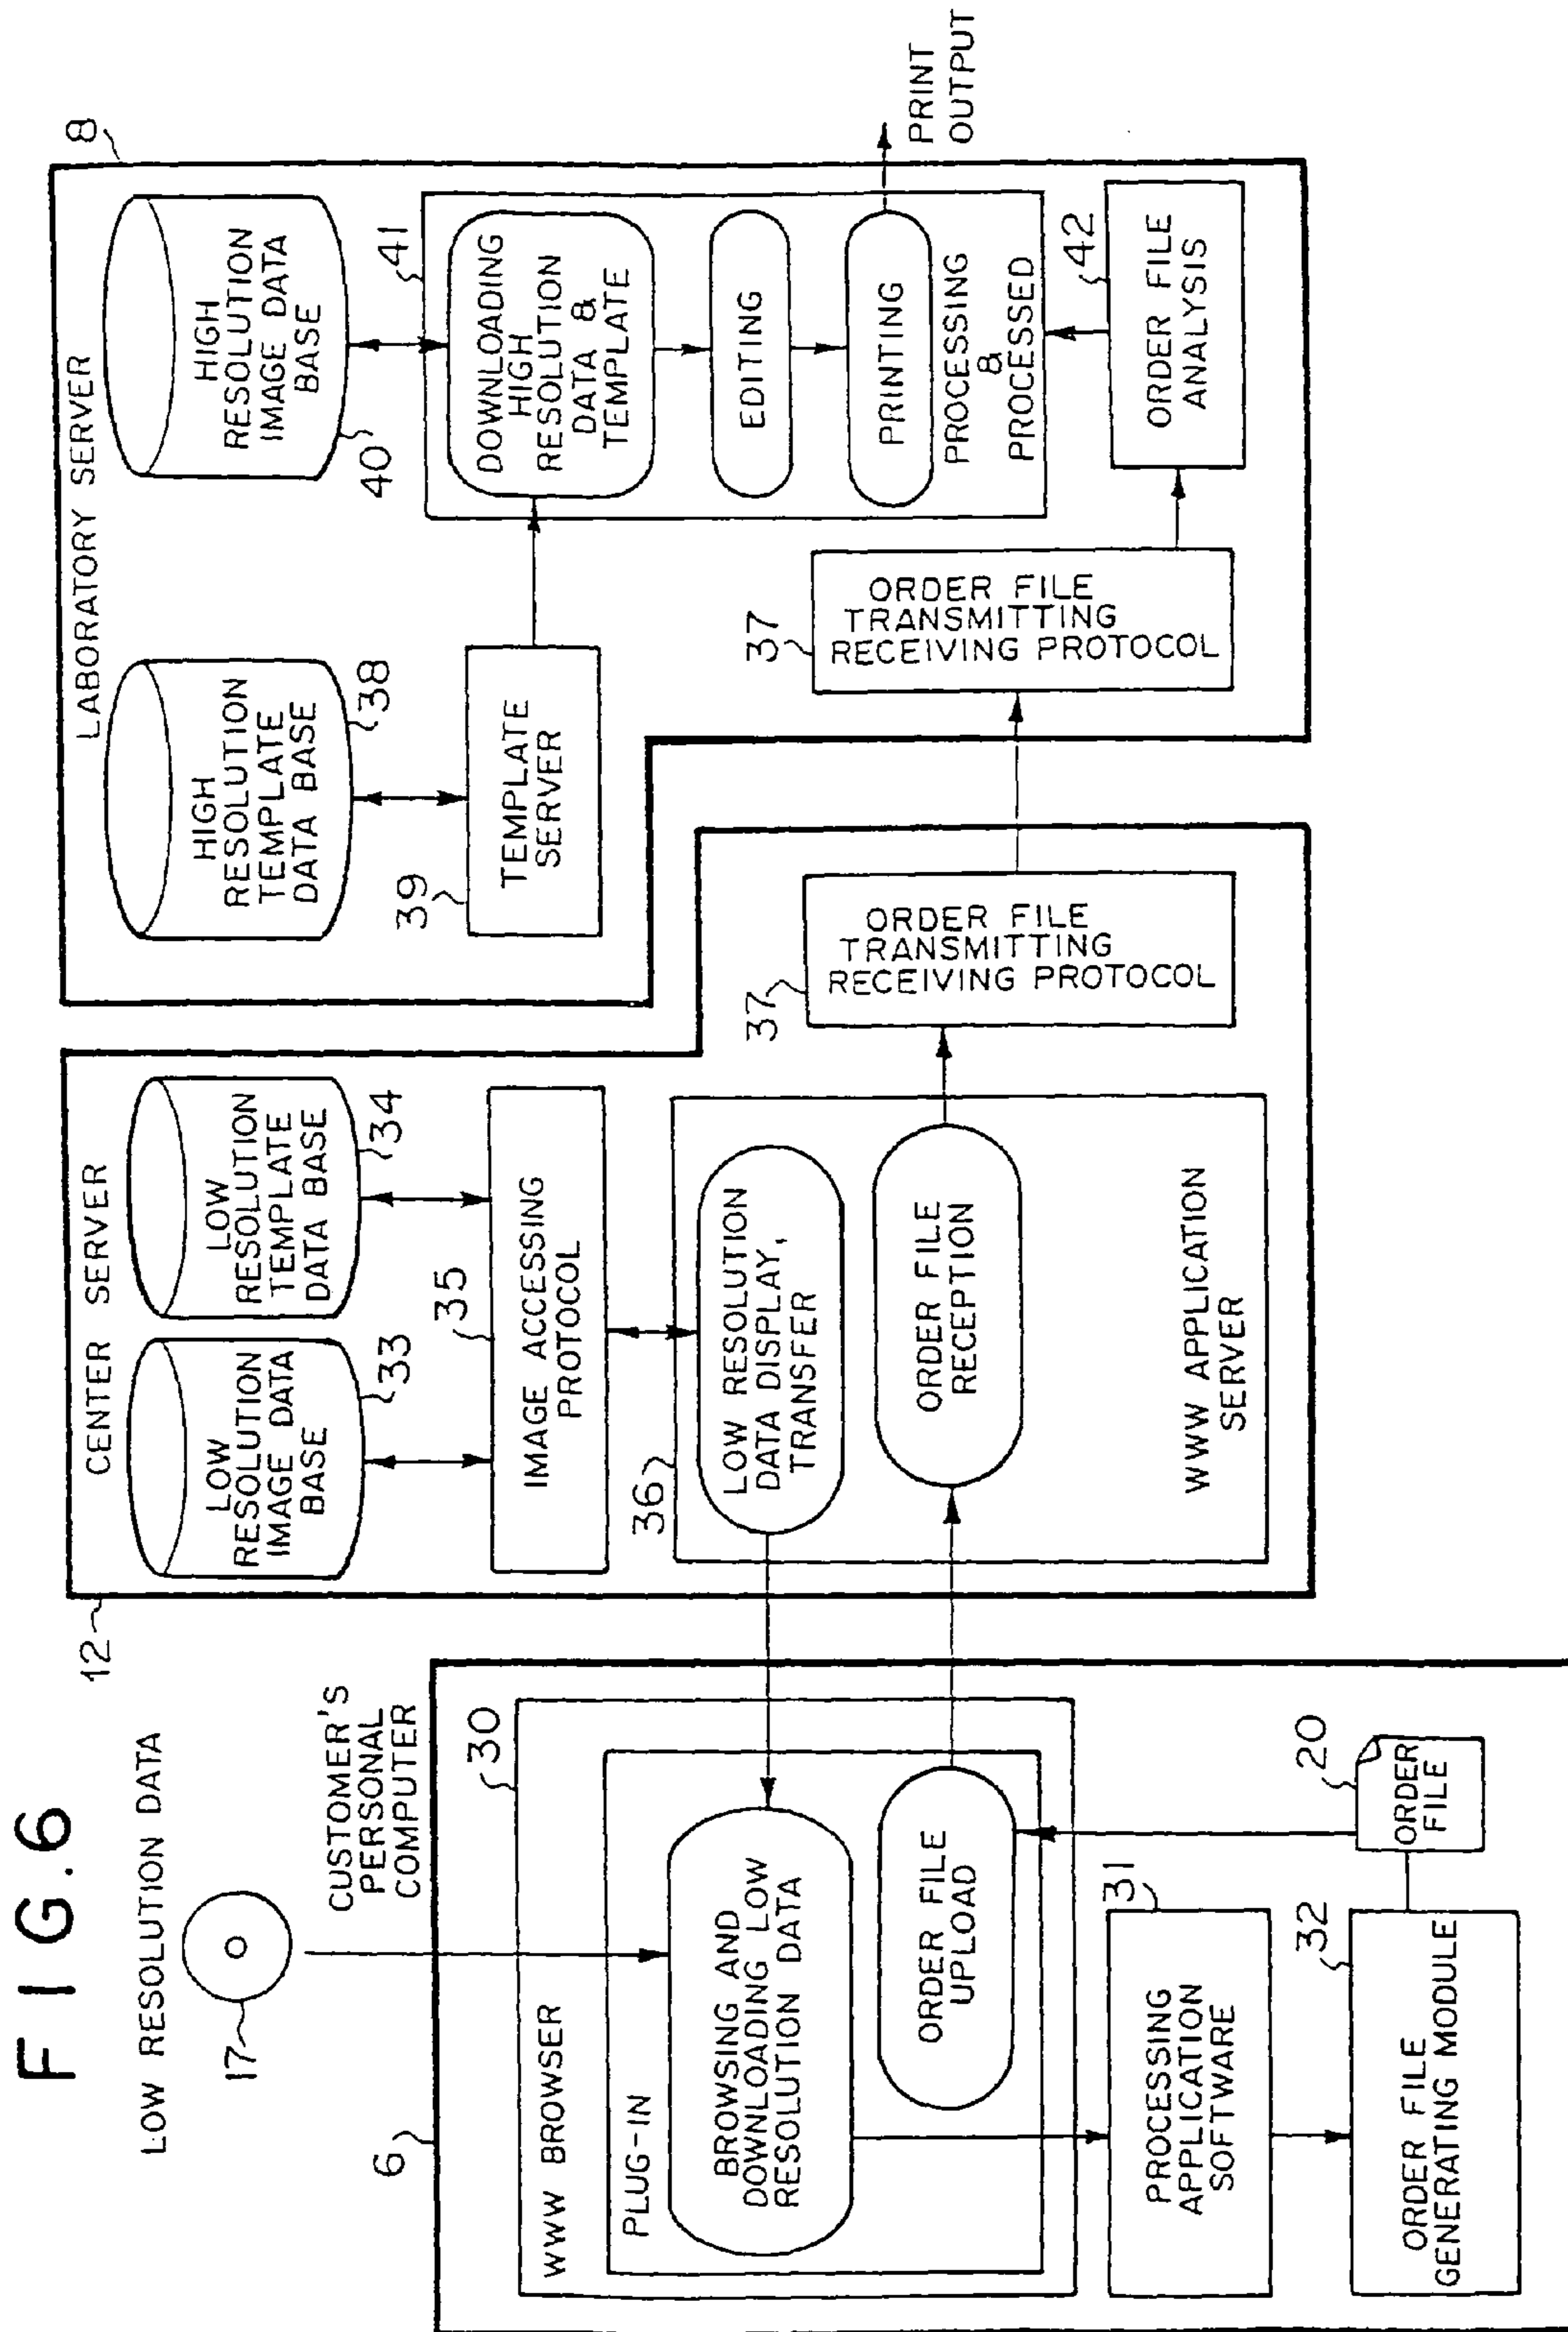 FIG.6
LOW RESOLUTION DATA
17
CUSTOMER'S
PERSONAL
COMPUTER
6
WWW BROWSER
30
PLUG-IN
BROWSING AND
DOWNLOADING LOW
RESOLUTION DATA
ORDER FILE
UPLOAD
PROCESSING
APPLICATION
SOFTWARE
31
ORDER FILE
GENERATING MODULE
32
ORDER
FILE
20
12
CENTER SERVER
LOW
RESOLUTION
IMAGE DATA
BASE
33
LOW
RESOLUTION
TEMPLATE
DATA BASE
34
IMAGE ACCESSING
PROTOCOL
35
36
LOW RESOLUTION
DATA DISPLAY,
TRANSFER
ORDER FILE
RECEPTION
WWW APPLICATION
SERVER
37
ORDER FILE
TRANSMITTING
RECEIVING PROTOCOL
LABORATORY SERVER
8
HIGH
RESOLUTION
TEMPLATE
DATA BASE
38
TEMPLATE
SERVER
39
HIGH
RESOLUTION
IMAGE DATA
BASE
40
41
DOWNLOADING
HIGH
RESOLUTION
DATA &
TEMPLATE
EDITING
PRINTING
PROCESSING
&
PROCESSED
PRINT
OUTPUT
37
ORDER FILE
TRANSMITTING
RECEIVING PROTOCOL
42
ORDER FILE
ANALYSIS